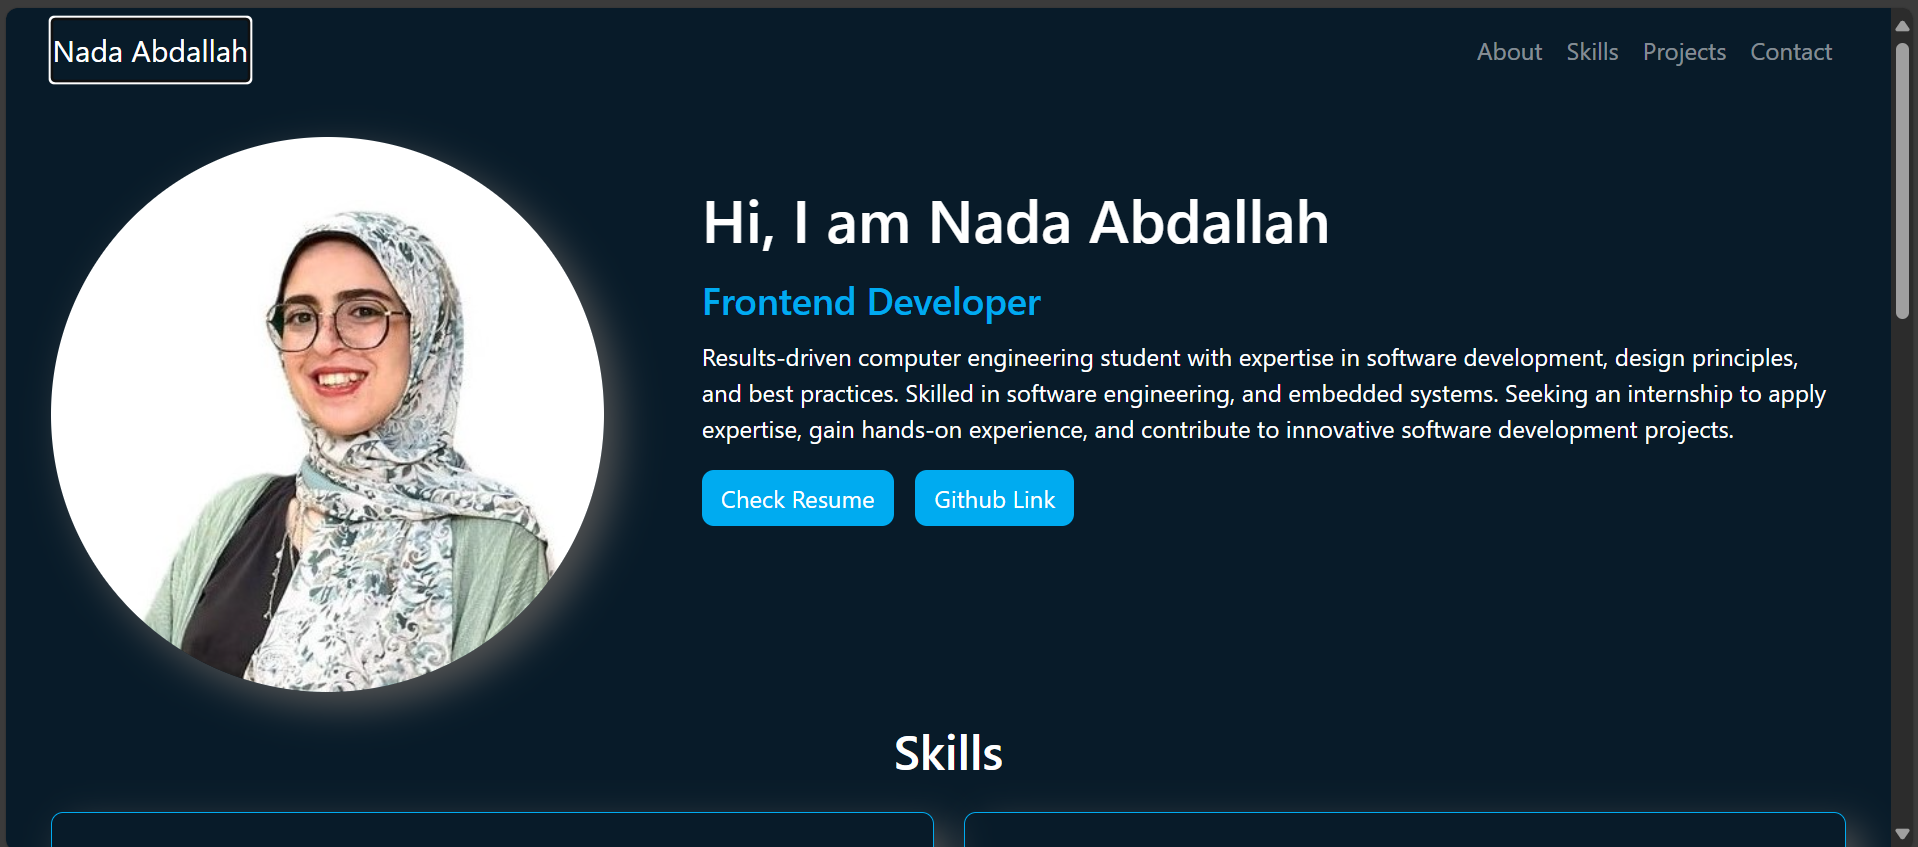 Nada Abdallah
About Skills Projects Contact
Hi, I am Nada Abdallah
Frontend Developer
Results-driven computer engineering student with expertise in software development, design principles,
and best practices. Skilled in software engineering, and embedded systems. Seeking an internship to apply
expertise, gain hands-on experience, and contribute to innovative software development projects.
Check Resume Github Link
Skills